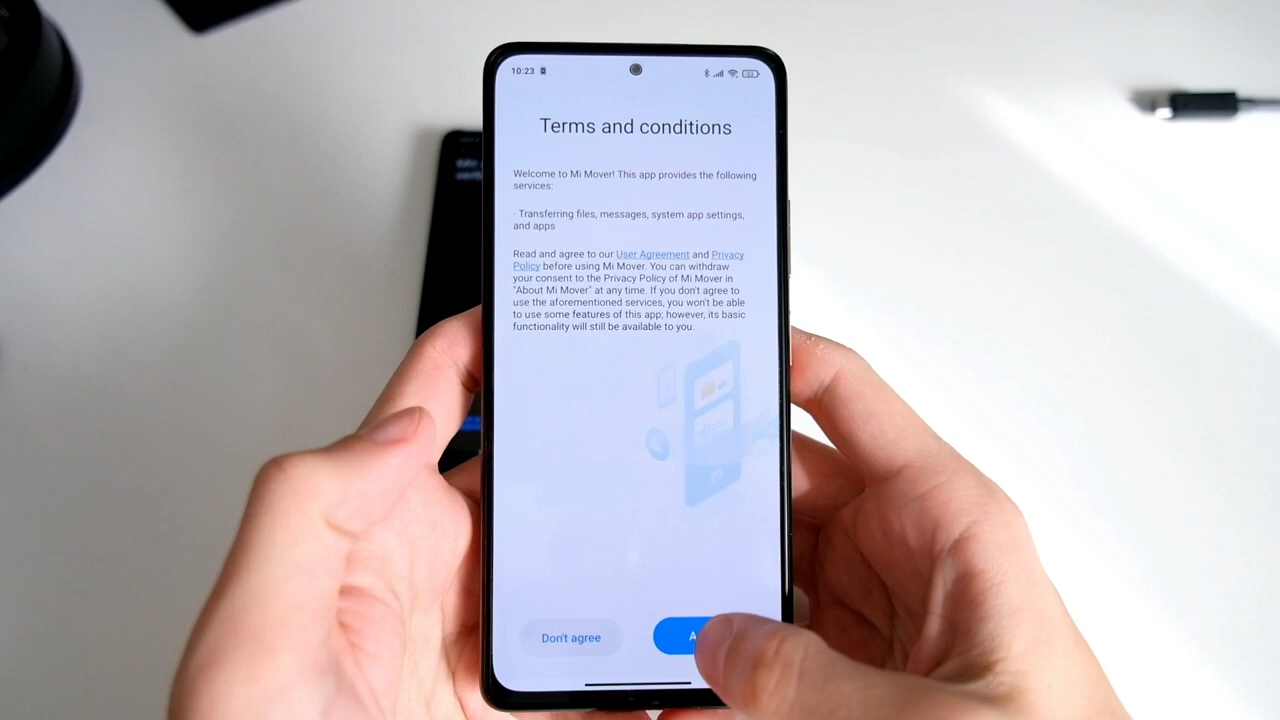 10:23
Terms and conditions
Welcome to Mi Mover! This app provides the following
services:
· Transferring files, messages, system app settings,
and apps
Read and agree to our User Agreement and Privacy
Policy before using Mi Mover. You can withdraw
your consent to the Privacy Policy of Mi Mover in
"About Mi Mover" at any time. If you don't agree to
use the aforementioned services, you won't be able
to use some features of this app; however, its basic
functionality will still be available to you.
Don't agree